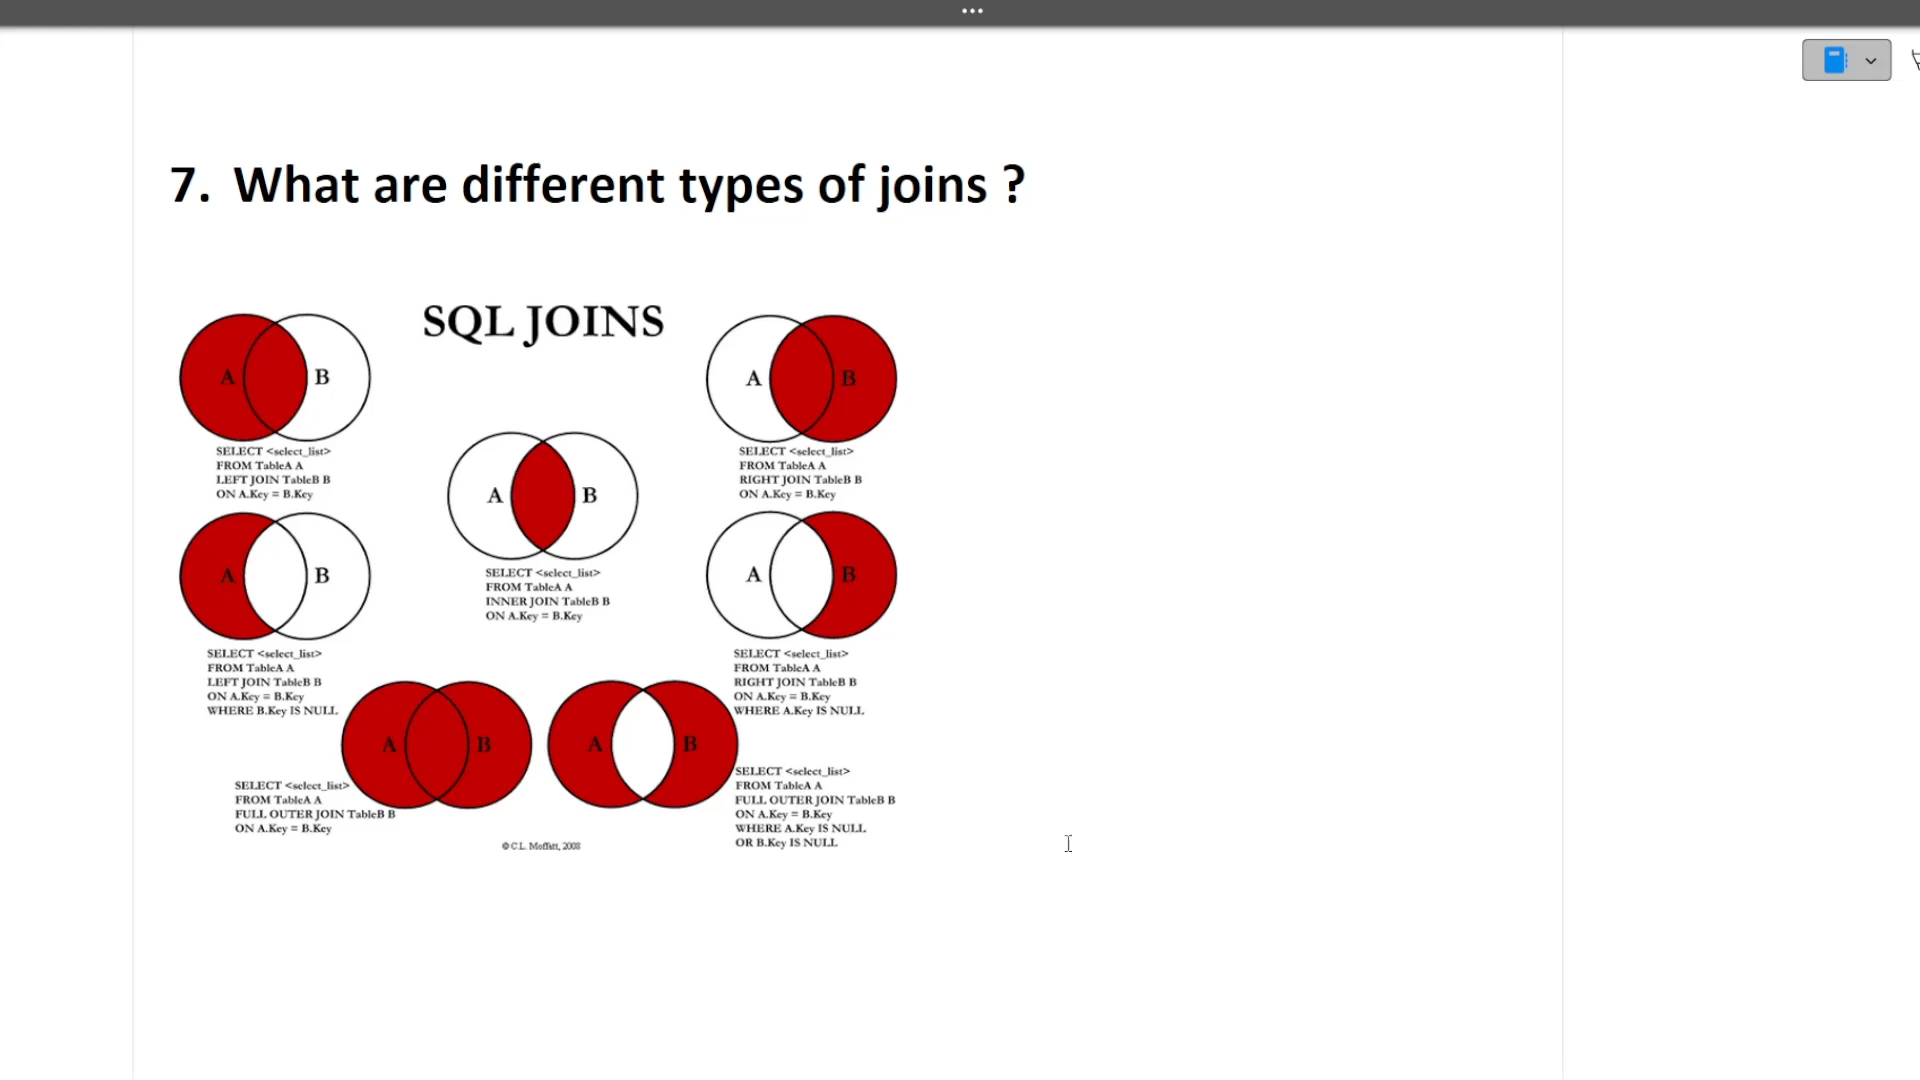 7. What are different types of joins ?
SQL JOINS
A B
SELECT <select_list>
FROM TableA A
LEFT JOIN TableB B
ON A.Key = B.Key
A B
SELECT <select_list>
FROM TableA A
RIGHT JOIN TableB B
ON A.Key = B.Key
A B
SELECT <select_list>
FROM TableA A
INNER JOIN TableB B
ON A.Key = B.Key
A B
SELECT <select_list>
FROM TableA A
LEFT JOIN TableB B
ON A.Key = B.Key
WHERE B.Key IS NULL
A B
SELECT <select_list>
FROM TableA A
RIGHT JOIN TableB B
ON A.Key = B.Key
WHERE A.Key IS NULL
A B
SELECT <select_list>
FROM TableA A
FULL OUTER JOIN TableB B
ON A.Key = B.Key
A B
SELECT <select_list>
FROM TableA A
FULL OUTER JOIN TableB B
ON A.Key = B.Key
WHERE A.Key IS NULL
OR B.Key IS NULL
© C.L. Moffatt, 2008